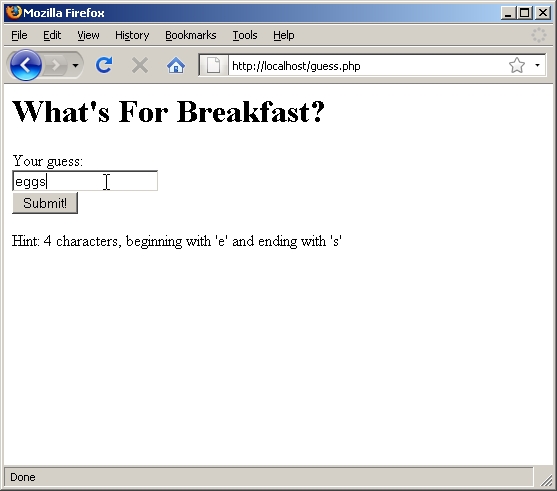 Mozilla Firefox
File Edit View History Bookmarks Tools Help
http://localhost/guess.php
What's For Breakfast?
Your guess:
eggs
Submit!
Hint: 4 characters, beginning with 'e' and ending with 's'
Done